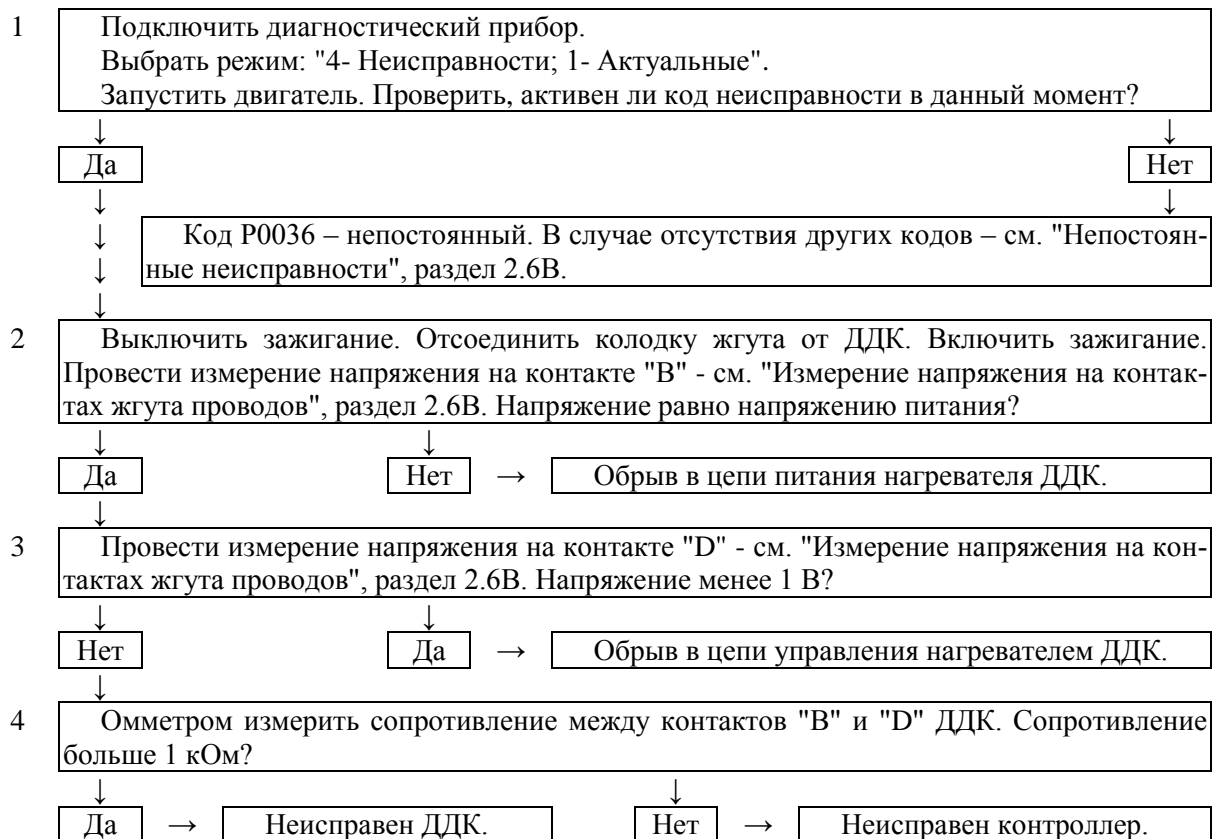 1 Подключить диагностический прибор.
Выбрать режим: "4- Неисправности; 1- Актуальные".
Запустить двигатель. Проверить, активен ли код неисправности в данный момент?
↓ ↓
Да Нет
↓ ↓
↓ Код Р0036 – непостоянный. В случае отсутствия других кодов – см. "Непостоян-
↓ ные неисправности", раздел 2.6В.
↓
2 Выключить зажигание. Отсоединить колодку жгута от ДДК. Включить зажигание.
Провести измерение напряжения на контакте "В" - см. "Измерение напряжения на контак-
тах жгута проводов", раздел 2.6В. Напряжение равно напряжению питания?
↓ ↓
Да Нет → Обрыв в цепи питания нагревателя ДДК.
↓
3 Провести измерение напряжения на контакте "D" - см. "Измерение напряжения на кон-
тактах жгута проводов", раздел 2.6В. Напряжение менее 1 В?
↓ ↓
Нет Да → Обрыв в цепи управления нагревателем ДДК.
↓
4 Омметром измерить сопротивление между контактов "В" и "D" ДДК. Сопротивление
больше 1 кОм?
↓ ↓
Да → Неисправен ДДК. Нет → Неисправен контроллер.